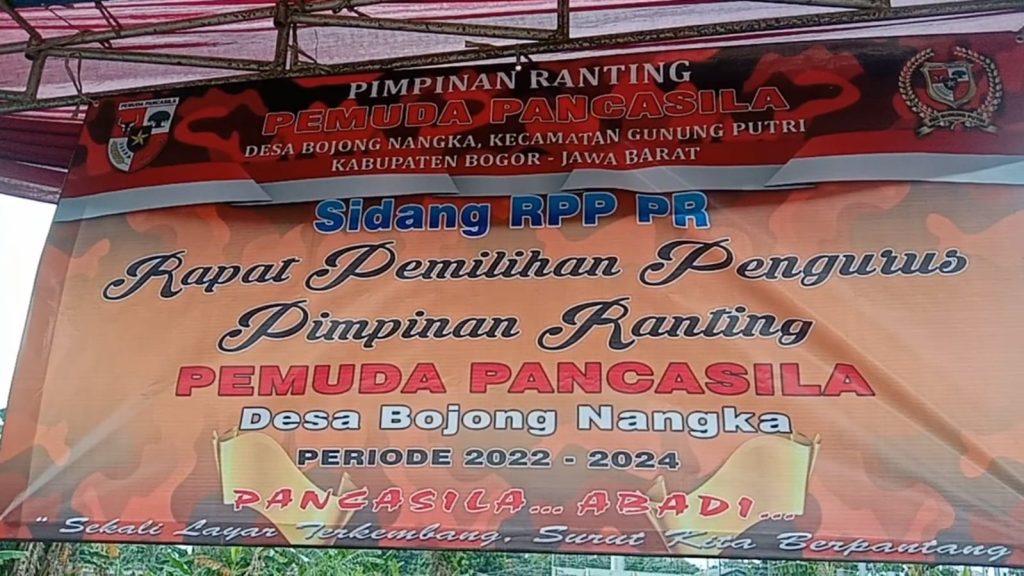 PIMPINAN RANTING
PEMUDA PANCASILA
PEMUDA PANCASILA
DESA BOJONG NANGKA, KECAMATAN GUNUNG PUTRI
KABUPATEN BOGOR - JAWA BARAT
Sidang RPP PR
Rapat Pemilihan Pengurus
Pimpinan Ranting
PEMUDA PANCASILA
Desa Bojong Nangka
PERIODE 2022 - 2024
PANCASILA... ABADI...
" Sekali Layar Terkembang, Surut Kita Berpantang